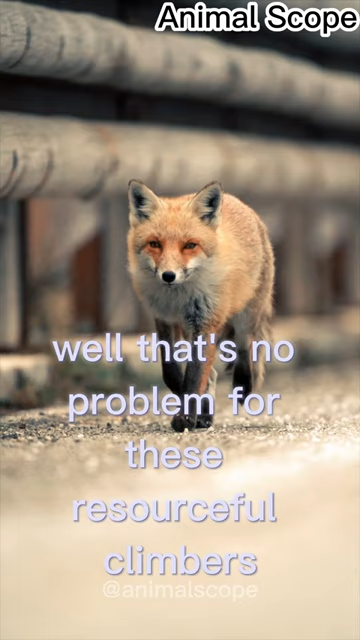 Animal Scope
well that's no
problem for
these
resourceful
climbers
@animalscope